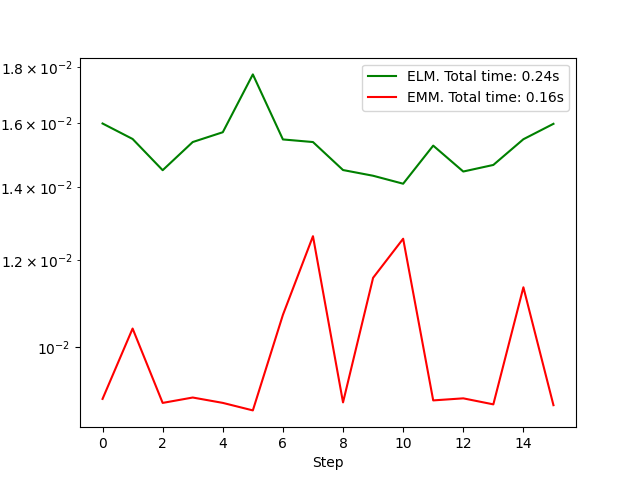 ELM. Total time: 0.24s
EMM. Total time: 0.16s
1.8 × 10⁻²
1.6 × 10⁻²
1.4 × 10⁻²
1.2 × 10⁻²
10⁻²
0 2 4 6 8 10 12 14
Step